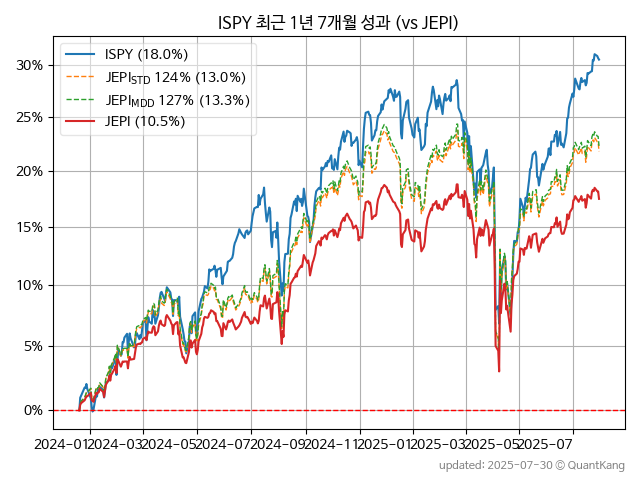 ISPY 최근 1년 7개월 성과 (vs JEPI)
ISPY (18.0%)
JEPI_STD 124% (13.0%)
JEPI_MDD 127% (13.3%)
JEPI (10.5%)
30%
25%
20%
15%
10%
5%
0%
2024-01 2024-03 2024-05 2024-07 2024-09 2024-11 2025-01 2025-03 2025-05 2025-07
updated: 2025-07-30 © QuantKang